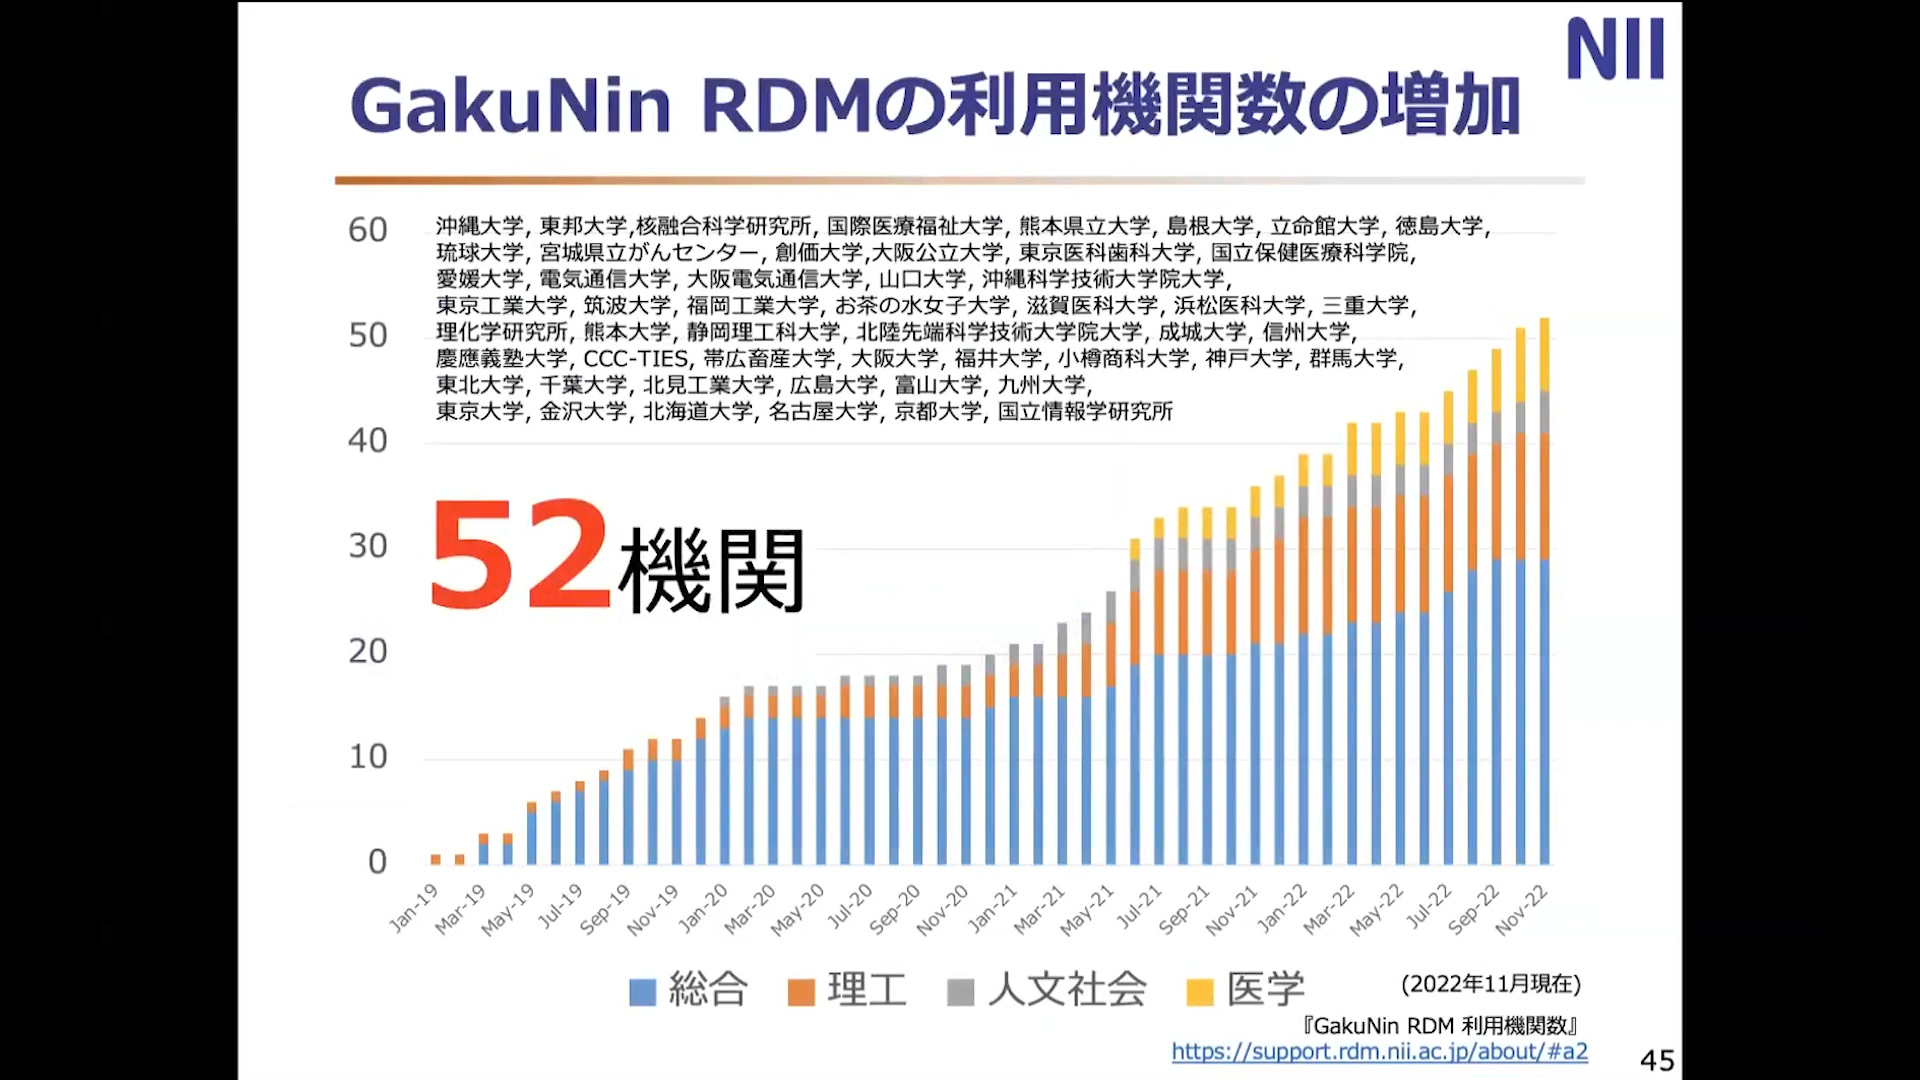 NII
GakuNin RDMの利用機関数の増加
沖縄大学, 東邦大学,核融合科学研究所, 国際医療福祉大学, 熊本県立大学, 島根大学, 立命館大学, 徳島大学,
琉球大学, 宮城県立がんセンター, 創価大学,大阪公立大学, 東京医科歯科大学, 国立保健医療科学院,
愛媛大学, 電気通信大学, 大阪電気通信大学, 山口大学, 沖縄科学技術大学院大学,
東京工業大学, 筑波大学, 福岡工業大学, お茶の水女子大学, 滋賀医科大学, 浜松医科大学, 三重大学,
理化学研究所, 熊本大学, 静岡理工科大学, 北陸先端科学技術大学院大学, 成城大学, 信州大学,
慶應義塾大学, CCC-TIES, 帯広畜産大学, 大阪大学, 福井大学, 小樽商科大学, 神戸大学, 群馬大学,
東北大学, 千葉大学, 北見工業大学, 広島大学, 富山大学, 九州大学,
東京大学, 金沢大学, 北海道大学, 名古屋大学, 京都大学, 国立情報学研究所
52機関
60
50
40
30
20
10
0
Jan-19
Mar-19
May-19
Jul-19
Sep-19
Nov-19
Jan-20
Mar-20
May-20
Jul-20
Sep-20
Nov-20
Jan-21
Mar-21
May-21
Jul-21
Sep-21
Nov-21
Jan-22
Mar-22
May-22
Jul-22
Sep-22
Nov-22
総合 理工 人文社会 医学
(2022年11月現在)
『GakuNin RDM 利用機関数』
https://support.rdm.nii.ac.jp/about/#a2
45